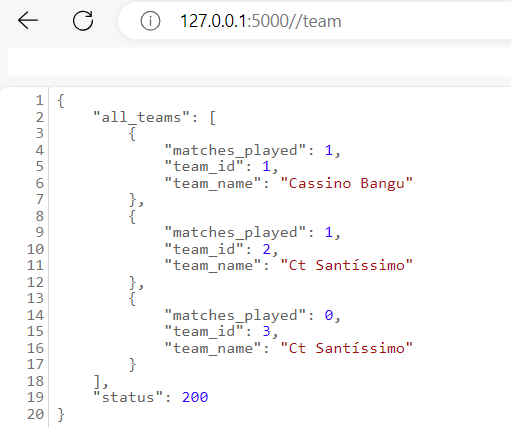 127.0.0.1:5000//team
1 {
2     "all_teams": [
3         {
4             "matches_played": 1,
5             "team_id": 1,
6             "team_name": "Cassino Bangu"
7         },
8         {
9             "matches_played": 1,
10             "team_id": 2,
11             "team_name": "Ct Santíssimo"
12         },
13         {
14             "matches_played": 0,
15             "team_id": 3,
16             "team_name": "Ct Santíssimo"
17         }
18     ],
19     "status": 200
20 }